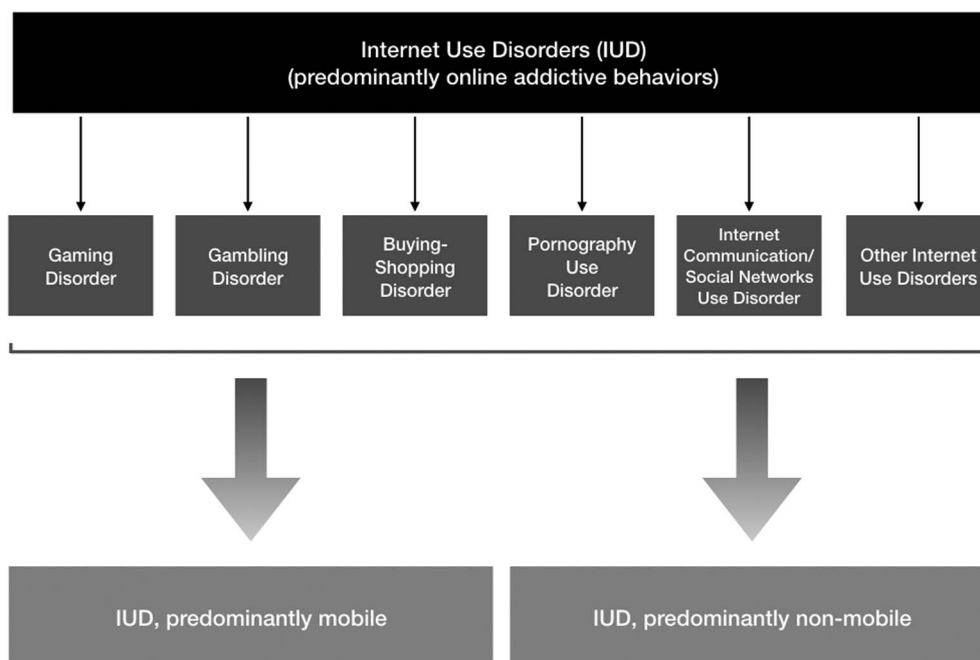 Internet Use Disorders (IUD)
(predominantly online addictive behaviors)
Gaming
Disorder
Gambling
Disorder
Buying-
Shopping
Disorder
Pornography
Use
Disorder
Internet
Communication/
Social Networks
Use Disorder
Other Internet
Use Disorders
IUD, predominantly mobile
IUD, predominantly non-mobile